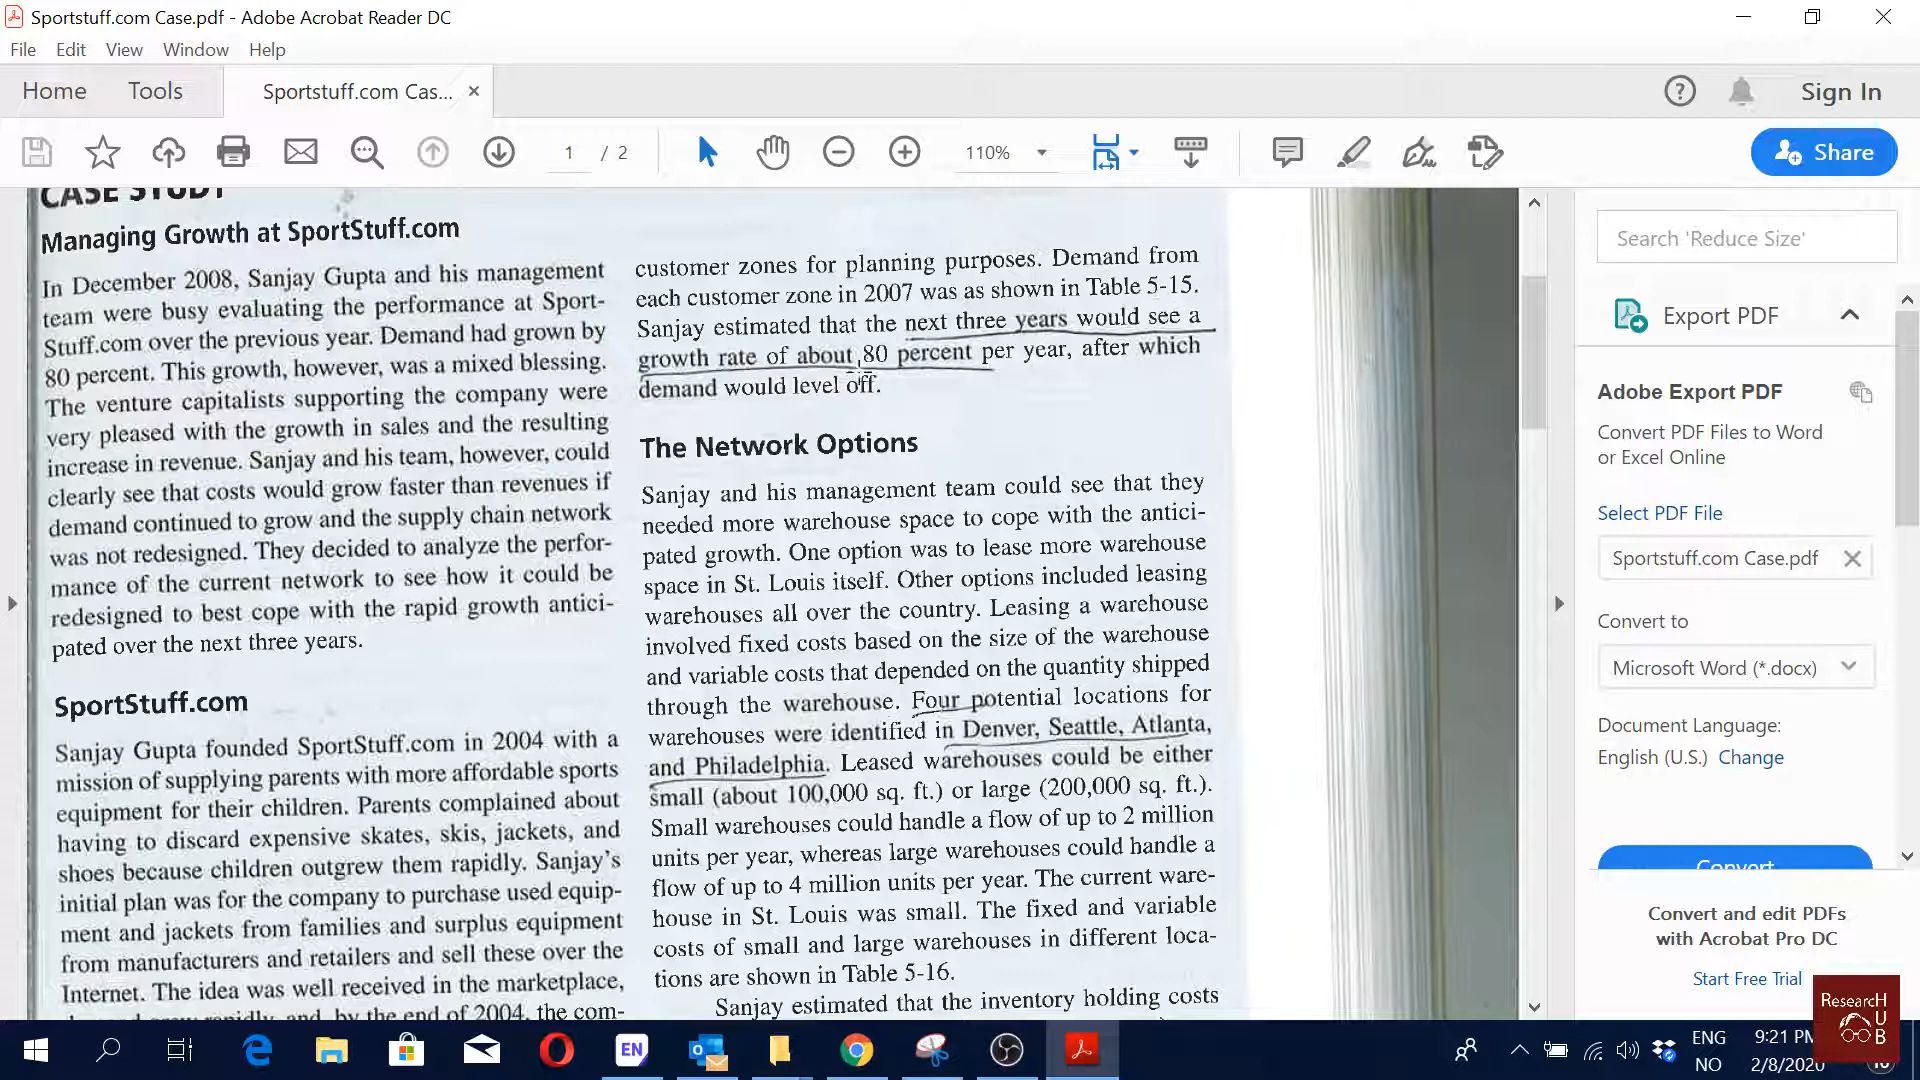 Sportstuff.com Case.pdf - Adobe Acrobat Reader DC
File Edit View Window Help
Home Tools Sportstuff.com Cas... Sign In
1 / 2 110% Share
CASE STUDY
Managing Growth at SportStuff.com
In December 2008, Sanjay Gupta and his management
team were busy evaluating the performance at Sport-
Stuff.com over the previous year. Demand had grown by
80 percent. This growth, however, was a mixed blessing.
The venture capitalists supporting the company were
very pleased with the growth in sales and the resulting
increase in revenue. Sanjay and his team, however, could
clearly see that costs would grow faster than revenues if
demand continued to grow and the supply chain network
was not redesigned. They decided to analyze the perfor-
mance of the current network to see how it could be
redesigned to best cope with the rapid growth antici-
pated over the next three years.
SportStuff.com
Sanjay Gupta founded SportStuff.com in 2004 with a
mission of supplying parents with more affordable sports
equipment for their children. Parents complained about
having to discard expensive skates, skis, jackets, and
shoes because children outgrew them rapidly. Sanjay's
initial plan was for the company to purchase used equip-
ment and jackets from families and surplus equipment
from manufacturers and retailers and sell these over the
Internet. The idea was well received in the marketplace,
rapidly, and, by the end of 2004, the com-
customer zones for planning purposes. Demand from
each customer zone in 2007 was as shown in Table 5-15.
Sanjay estimated that the next three years would see a
growth rate of about 80 percent per year, after which
demand would level off.
The Network Options
Sanjay and his management team could see that they
needed more warehouse space to cope with the antici-
pated growth. One option was to lease more warehouse
space in St. Louis itself. Other options included leasing
warehouses all over the country. Leasing a warehouse
involved fixed costs based on the size of the warehouse
and variable costs that depended on the quantity shipped
through the warehouse. Four potential locations for
warehouses were identified in Denver, Seattle, Atlanta,
and Philadelphia. Leased warehouses could be either
small (about 100,000 sq. ft.) or large (200,000 sq. ft.).
Small warehouses could handle a flow of up to 2 million
units per year, whereas large warehouses could handle a
flow of up to 4 million units per year. The current ware-
house in St. Louis was small. The fixed and variable
costs of small and large warehouses in different loca-
tions are shown in Table 5-16.
Sanjay estimated that the inventory holding costs
Search 'Reduce Size'
Export PDF
Adobe Export PDF
Convert PDF Files to Word
or Excel Online
Select PDF File
Sportstuff.com Case.pdf
Convert to
Microsoft Word (*.docx)
Document Language:
English (U.S.) Change
Convert
Convert and edit PDFs
with Acrobat Pro DC
Start Free Trial
ResearcH
U
B
EN
ENG
NO
9:21 PM
2/8/2020